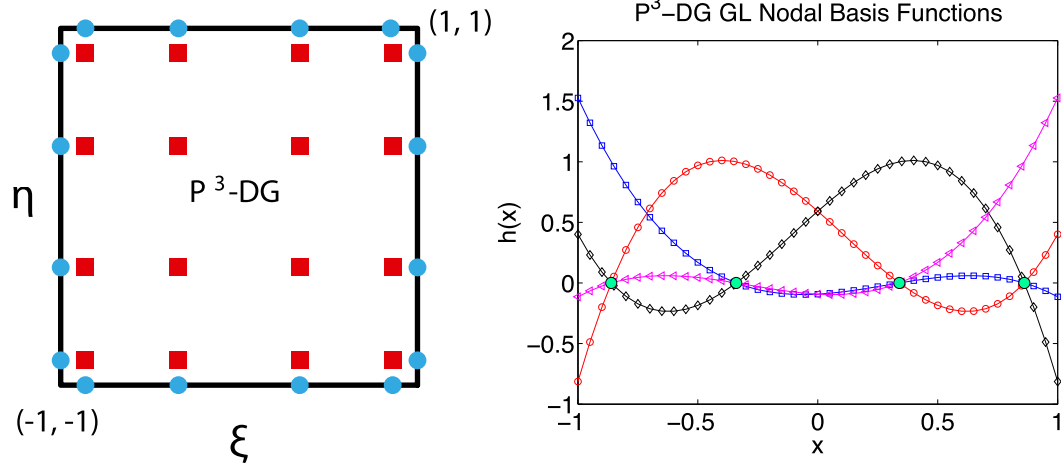 (1, 1)
η
P ³-DG
(-1, -1)
ξ
P³−DG GL Nodal Basis Functions
h(x)
2
1.5
1
0.5
0
−0.5
−1
−1 −0.5 0 0.5 1
x